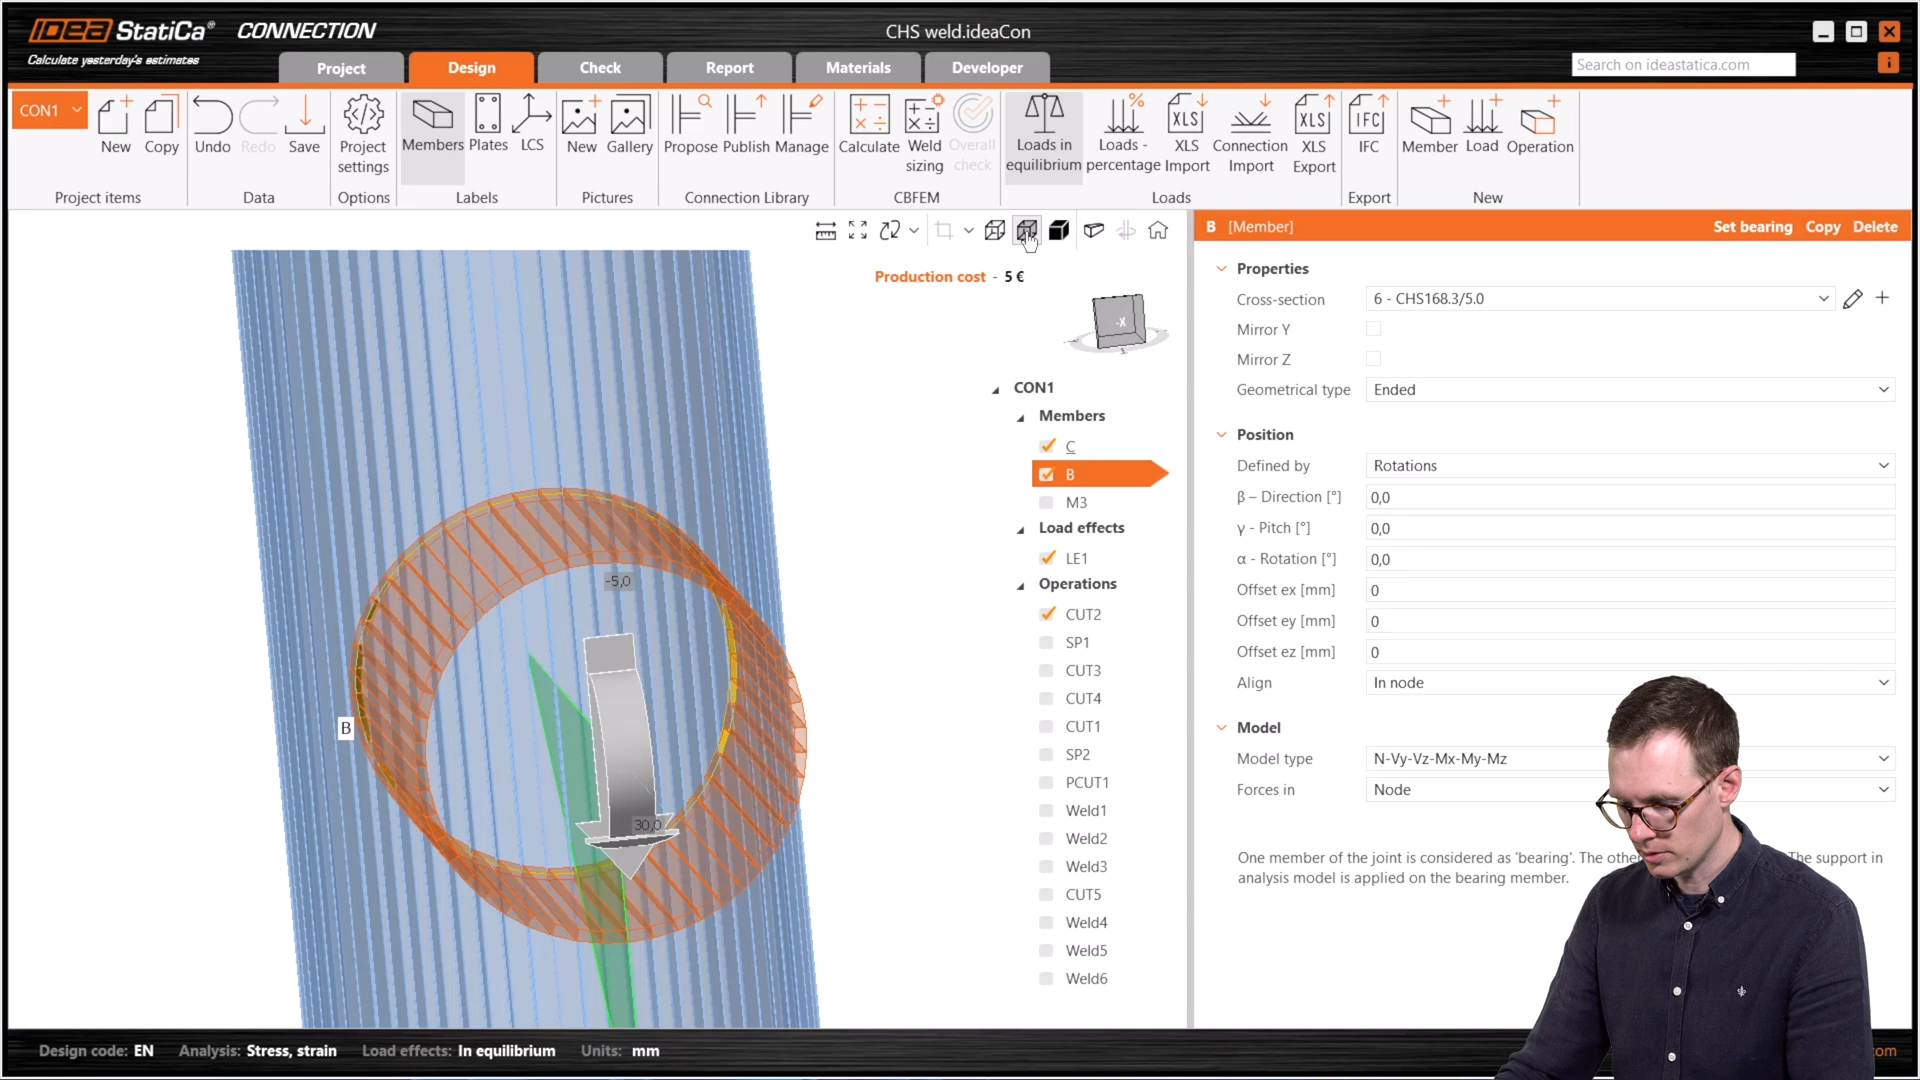 IDEA StatiCa® CONNECTION
Calculate yesterday's estimates
CHS weld.ideaCon
Project
Design
Check
Report
Materials
Developer
Search on ideastatica.com
i
CON1
New
Copy
Undo
Redo
Save
Project settings
Members
Plates
LCS
New
Gallery
Propose
Publish
Manage
Calculate
Weld sizing
Overall check
Loads in equilibrium
Loads - percentage
XLS Import
Connection Import
XLS Export
IFC
Member
Load
Operation
Project items
Data
Options
Labels
Pictures
Connection Library
CBFEM
Loads
Export
New
Production cost - 5 €
-X
-5,0
30,0
B
CON1
Members
C
B
M3
Load effects
LE1
Operations
CUT2
SP1
CUT3
CUT4
CUT1
SP2
PCUT1
Weld1
Weld2
Weld3
CUT5
Weld4
Weld5
Weld6
B [Member]
Set bearing Copy Delete
Properties
Cross-section 6 - CHS168.3/5.0
Mirror Y
Mirror Z
Geometrical type Ended
Position
Defined by Rotations
β – Direction [°] 0,0
γ - Pitch [°] 0,0
α - Rotation [°] 0,0
Offset ex [mm] 0
Offset ey [mm] 0
Offset ez [mm] 0
Align In node
Model
Model type N-Vy-Vz-Mx-My-Mz
Forces in Node
One member of the joint is considered as 'bearing'. The The support in
analysis model is applied on the bearing member.
Design code: EN Analysis: Stress, strain Load effects: In equilibrium Units: mm